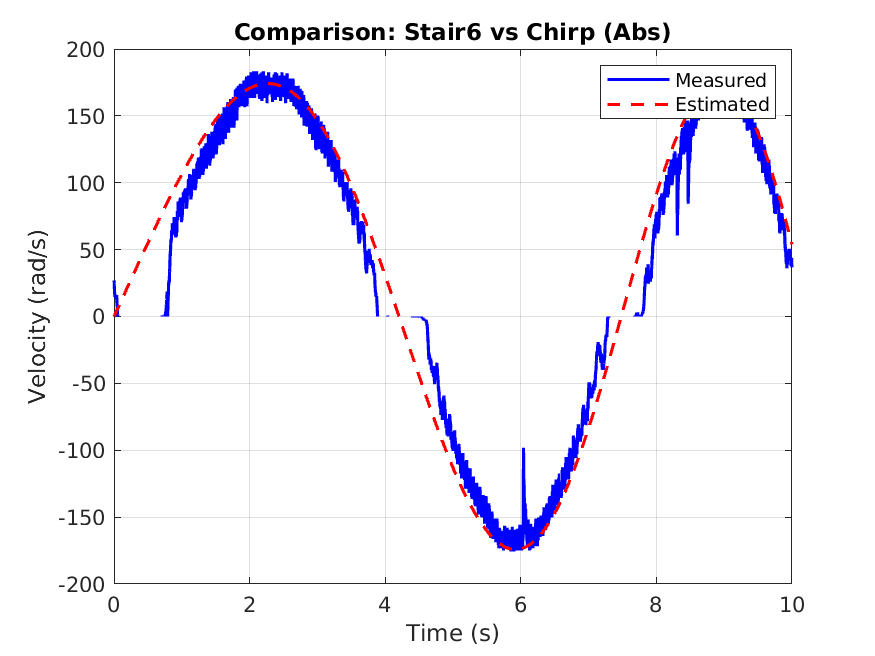 Comparison: Stair6 vs Chirp (Abs)
Measured
Estimated
200
150
100
50
0
-50
-100
-150
-200
Velocity (rad/s)
0 2 4 6 8 10
Time (s)